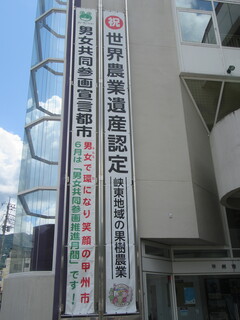 祝
世界農業遺産認定
峡東地域の果樹農業
男女共同参画宣言都市
男女で環になり笑顔の甲州市
6月は「男女共同参画推進月間」です!